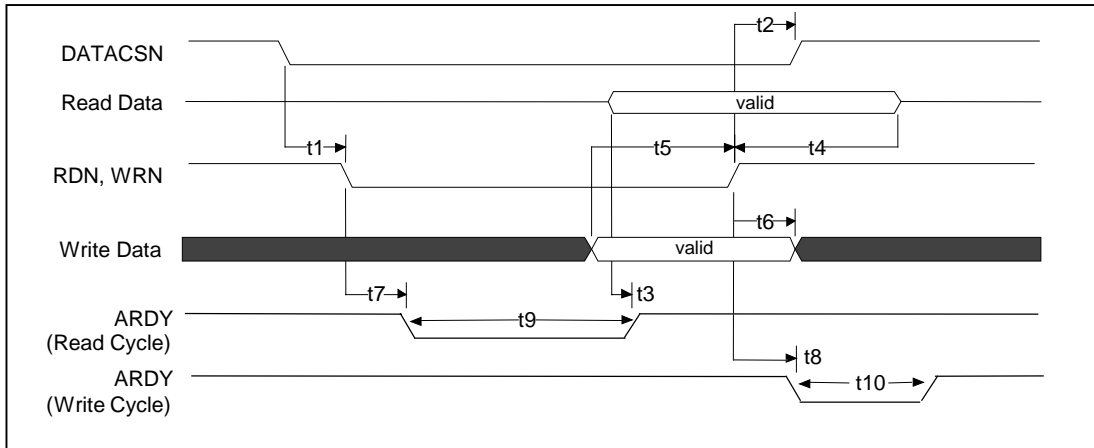 t2
DATACSN
Read Data
valid
t1
t5
t4
RDN, WRN
t6
Write Data
valid
t7
t3
ARDY
(Read Cycle)
t9
t8
ARDY
(Write Cycle)
t10